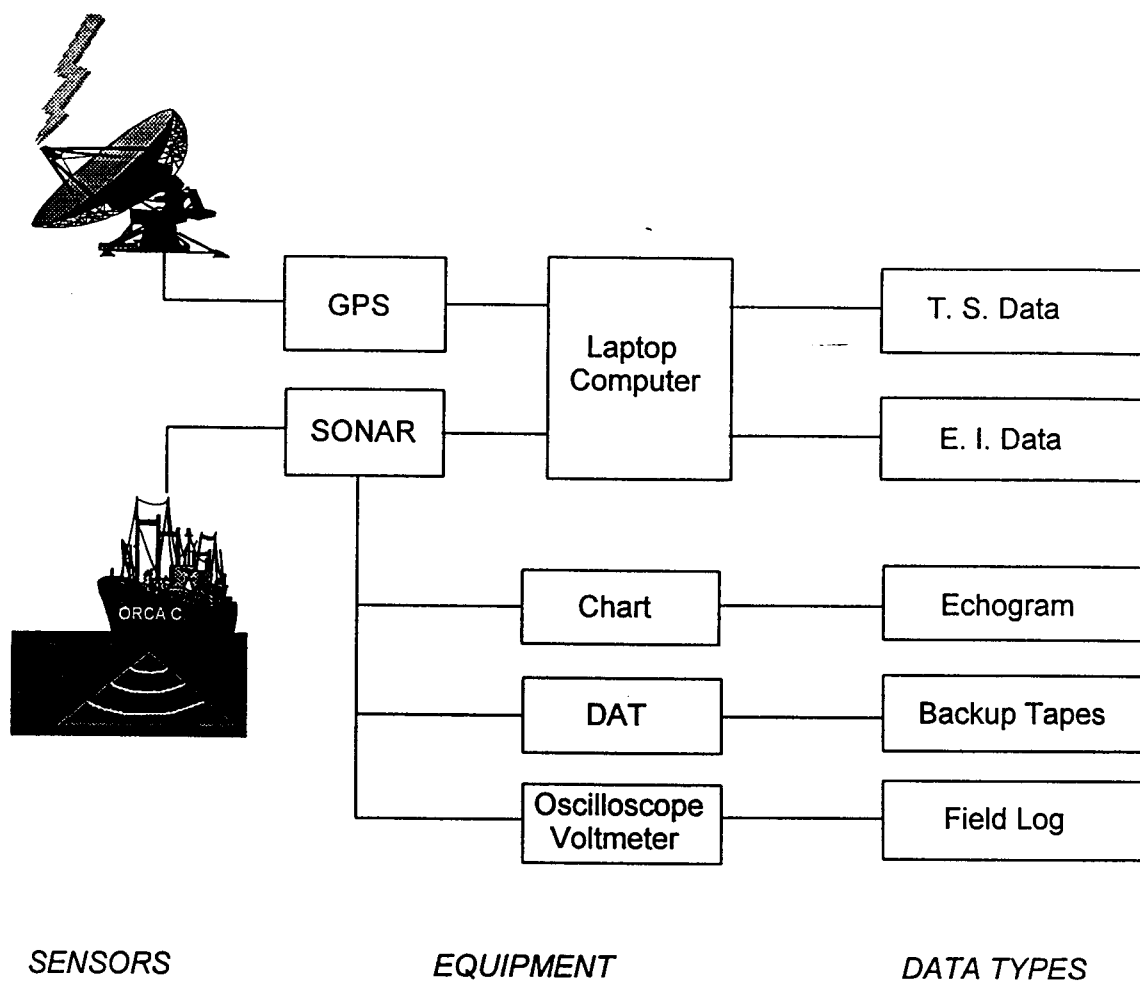 GPS
T. S. Data
Laptop
Computer
SONAR
E. I. Data
ORCA C
Chart
Echogram
DAT
Backup Tapes
Oscilloscope
Voltmeter
Field Log
SENSORS
EQUIPMENT
DATA TYPES